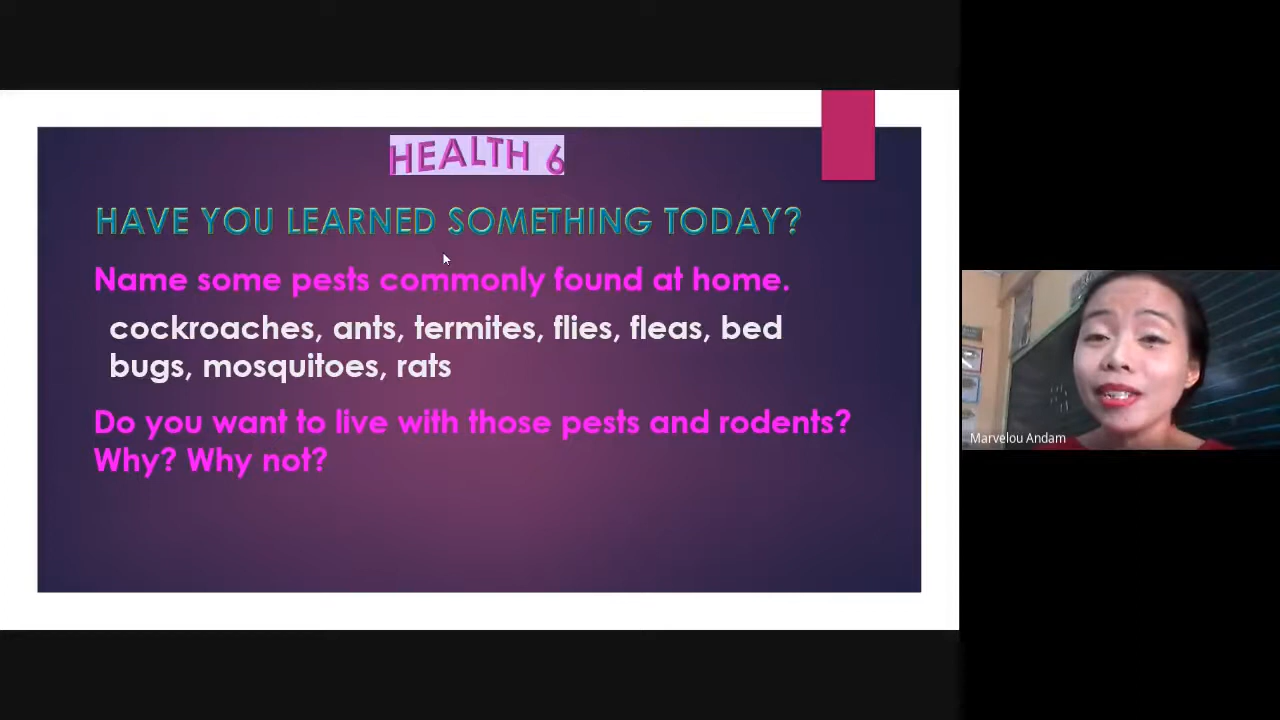 HEALTH 6
HAVE YOU LEARNED SOMETHING TODAY?
Name some pests commonly found at home.
cockroaches, ants, termites, flies, fleas, bed
bugs, mosquitoes, rats
Do you want to live with those pests and rodents?
Why? Why not?
Marvelou Andam